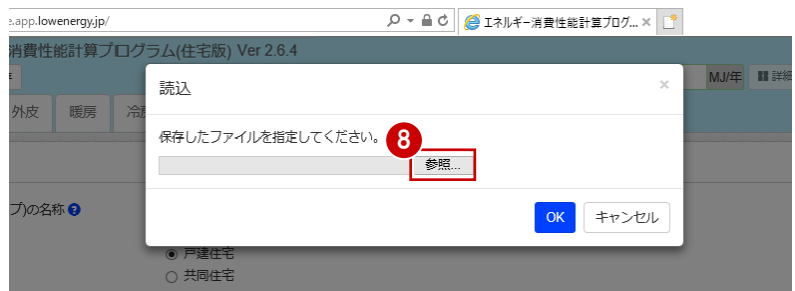 e.app.lowenergy.jp/
エネルギー消費性能計算プログ... ×
消費性能計算プログラム(住宅版) Ver 2.6.4
MJ/年 詳細
外皮 暖房
読込 ×
保存したファイルを指定してください。
8
参照...
OK キャンセル
プ)の名称
戸建住宅
共同住宅